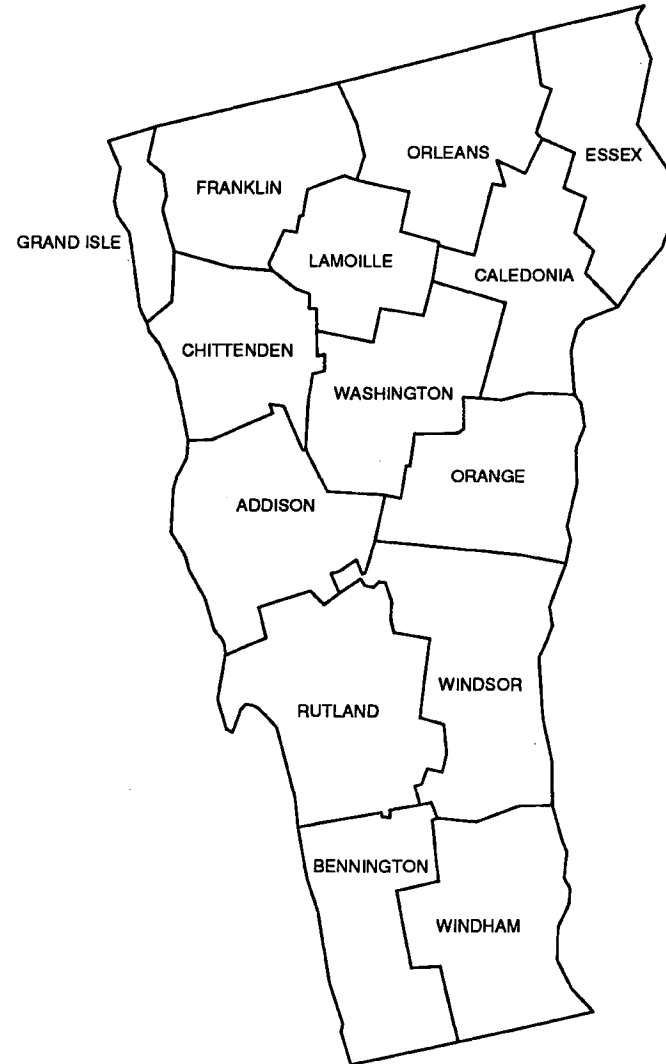 ORLEANS
ESSEX
FRANKLIN
GRAND ISLE
LAMOILLE
CALEDONIA
CHITTENDEN
WASHINGTON
ORANGE
ADDISON
WINDSOR
RUTLAND
BENNINGTON
WINDHAM